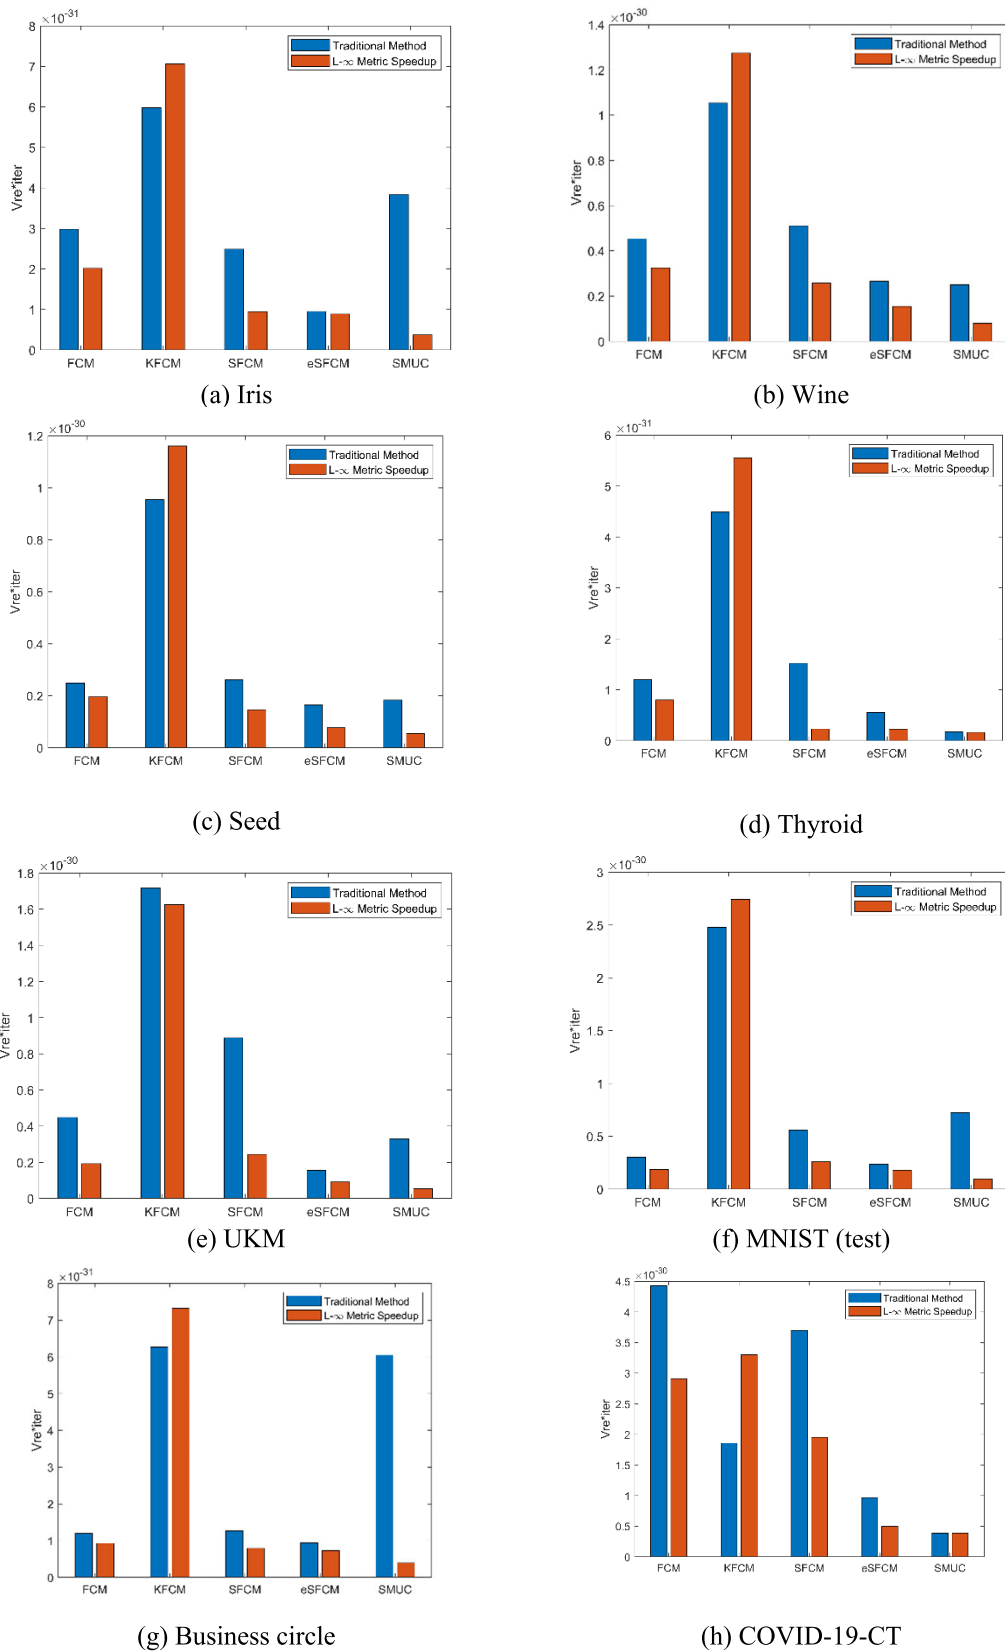 ×10-31
8
7
6
5
4
3
2
1
0
Vre*iter
Traditional Method
L-∞ Metric Speedup
FCM KFCM SFCM eSFCM SMUC
(a) Iris
×10-30
1.4
1.2
1
0.8
0.6
0.4
0.2
0
Vre*iter
Traditional Method
L-∞ Metric Speedup
FCM KFCM SFCM eSFCM SMUC
(b) Wine
×10-30
1.2
1
0.8
0.6
0.4
0.2
0
Vre*iter
Traditional Method
L-∞ Metric Speedup
FCM KFCM SFCM eSFCM SMUC
(c) Seed
×10-31
6
5
4
3
2
1
0
Vre*iter
Traditional Method
L-∞ Metric Speedup
FCM KFCM SFCM eSFCM SMUC
(d) Thyroid
×10-30
1.8
1.6
1.4
1.2
1
0.8
0.6
0.4
0.2
0
Vre*iter
Traditional Method
L-∞ Metric Speedup
FCM KFCM SFCM eSFCM SMUC
(e) UKM
×10-30
3
2.5
2
1.5
1
0.5
0
Vre*iter
Traditional Method
L-∞ Metric Speedup
FCM KFCM SFCM eSFCM SMUC
(f) MNIST (test)
×10-31
8
7
6
5
4
3
2
1
0
Vre*iter
Traditional Method
L-∞ Metric Speedup
FCM KFCM SFCM eSFCM SMUC
(g) Business circle
×10-30
4.5
4
3.5
3
2.5
2
1.5
1
0.5
0
Vre*iter
Traditional Method
L-∞ Metric Speedup
FCM KFCM SFCM eSFCM SMUC
(h) COVID-19-CT